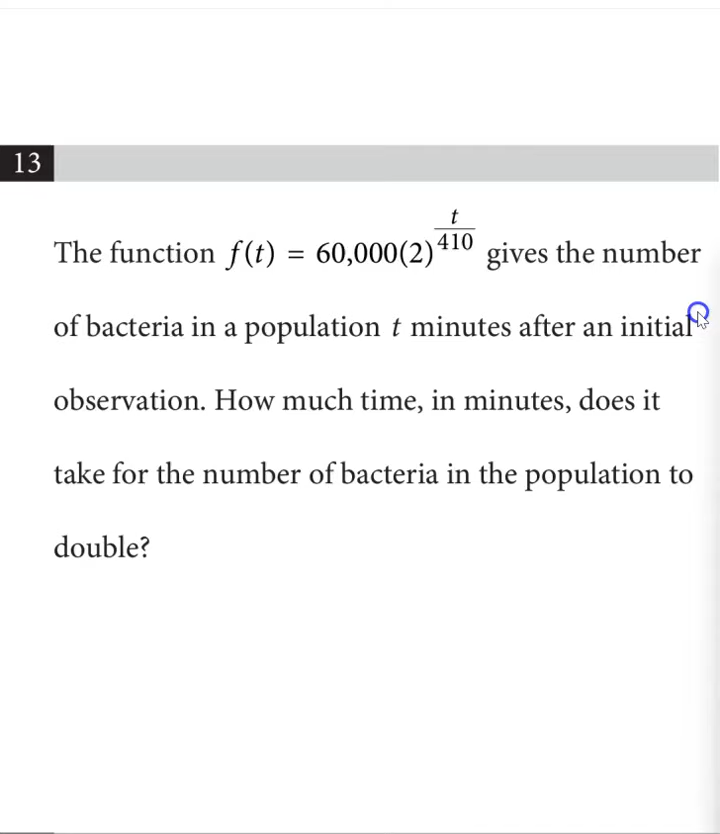 13
The function f(t) = 60,000(2)^(t/410) gives the number
of bacteria in a population t minutes after an initial
observation. How much time, in minutes, does it
take for the number of bacteria in the population to
double?